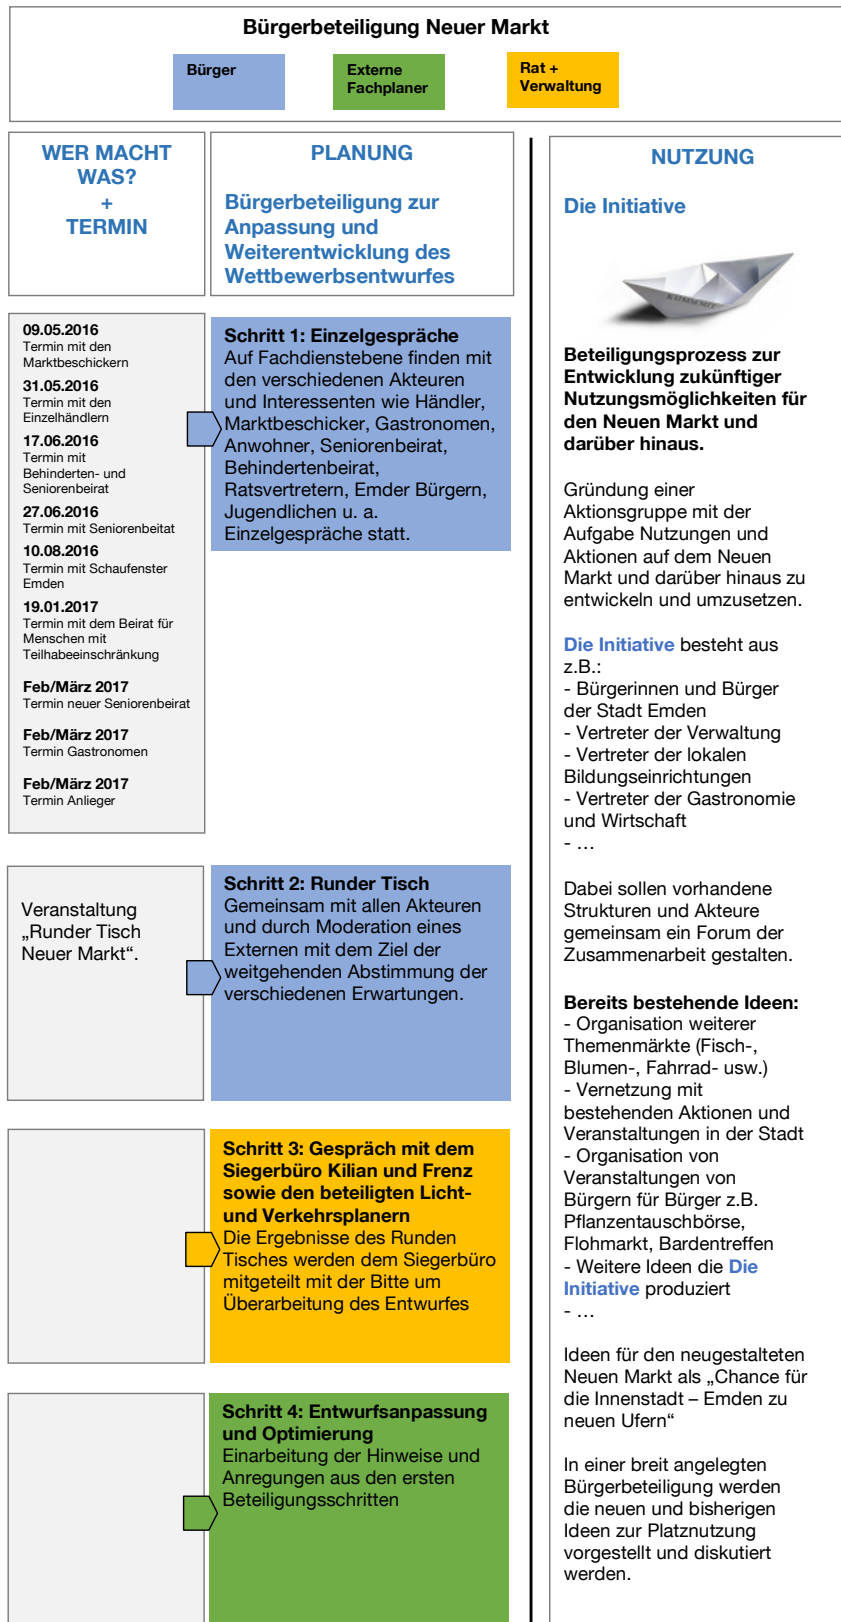 Bürgerbeteiligung Neuer Markt
Bürger
Externe
Fachplaner
Rat +
Verwaltung
WER MACHT
WAS?
+
TERMIN
PLANUNG
Bürgerbeteiligung zur
Anpassung und
Weiterentwicklung des
Wettbewerbsentwurfes
09.05.2016
Termin mit den
Marktbeschickern
31.05.2016
Termin mit den
Einzelhändlern
17.06.2016
Termin mit
Behinderten- und
Seniorenbeirat
27.06.2016
Termin mit Seniorenbeitat
10.08.2016
Termin mit Schaufenster
Emden
19.01.2017
Termin mit dem Beirat für
Menschen mit
Teilhabeeinschränkung
Feb/März 2017
Termin neuer Seniorenbeirat
Feb/März 2017
Termin Gastronomen
Feb/März 2017
Termin Anlieger
Schritt 1: Einzelgespräche
Auf Fachdienstebene finden mit
den verschiedenen Akteuren
und Interessenten wie Händler,
Marktbeschicker, Gastronomen,
Anwohner, Seniorenbeirat,
Behindertenbeirat,
Ratsvertretern, Emder Bürgern,
Jugendlichen u. a.
Einzelgespräche statt.
Veranstaltung
„Runder Tisch
Neuer Markt“.
Schritt 2: Runder Tisch
Gemeinsam mit allen Akteuren
und durch Moderation eines
Externen mit dem Ziel der
weitgehenden Abstimmung der
verschiedenen Erwartungen.
Schritt 3: Gespräch mit dem
Siegerbüro Kilian und Frenz
sowie den beteiligten Licht-
und Verkehrsplanern
Die Ergebnisse des Runden
Tisches werden dem Siegerbüro
mitgeteilt mit der Bitte um
Überarbeitung des Entwurfes
Schritt 4: Entwurfsanpassung
und Optimierung
Einarbeitung der Hinweise und
Anregungen aus den ersten
Beteiligungsschritten
NUTZUNG
Die Initiative
KUMM MIT
Beteiligungsprozess zur
Entwicklung zukünftiger
Nutzungsmöglichkeiten für
den Neuen Markt und
darüber hinaus.
Gründung einer
Aktionsgruppe mit der
Aufgabe Nutzungen und
Aktionen auf dem Neuen
Markt und darüber hinaus zu
entwickeln und umzusetzen.
Die Initiative besteht aus
z.B.:
- Bürgerinnen und Bürger
der Stadt Emden
- Vertreter der Verwaltung
- Vertreter der lokalen
Bildungseinrichtungen
- Vertreter der Gastronomie
und Wirtschaft
- …
Dabei sollen vorhandene
Strukturen und Akteure
gemeinsam ein Forum der
Zusammenarbeit gestalten.
Bereits bestehende Ideen:
- Organisation weiterer
Themenmärkte (Fisch-,
Blumen-, Fahrrad- usw.)
- Vernetzung mit
bestehenden Aktionen und
Veranstaltungen in der Stadt
- Organisation von
Veranstaltungen von
Bürgern für Bürger z.B.
Pflanzentauschbörse,
Flohmarkt, Bardentreffen
- Weitere Ideen die Die
Initiative produziert
- …
Ideen für den neugestalteten
Neuen Markt als „Chance für
die Innenstadt – Emden zu
neuen Ufern“
In einer breit angelegten
Bürgerbeteiligung werden
die neuen und bisherigen
Ideen zur Platznutzung
vorgestellt und diskutiert
werden.